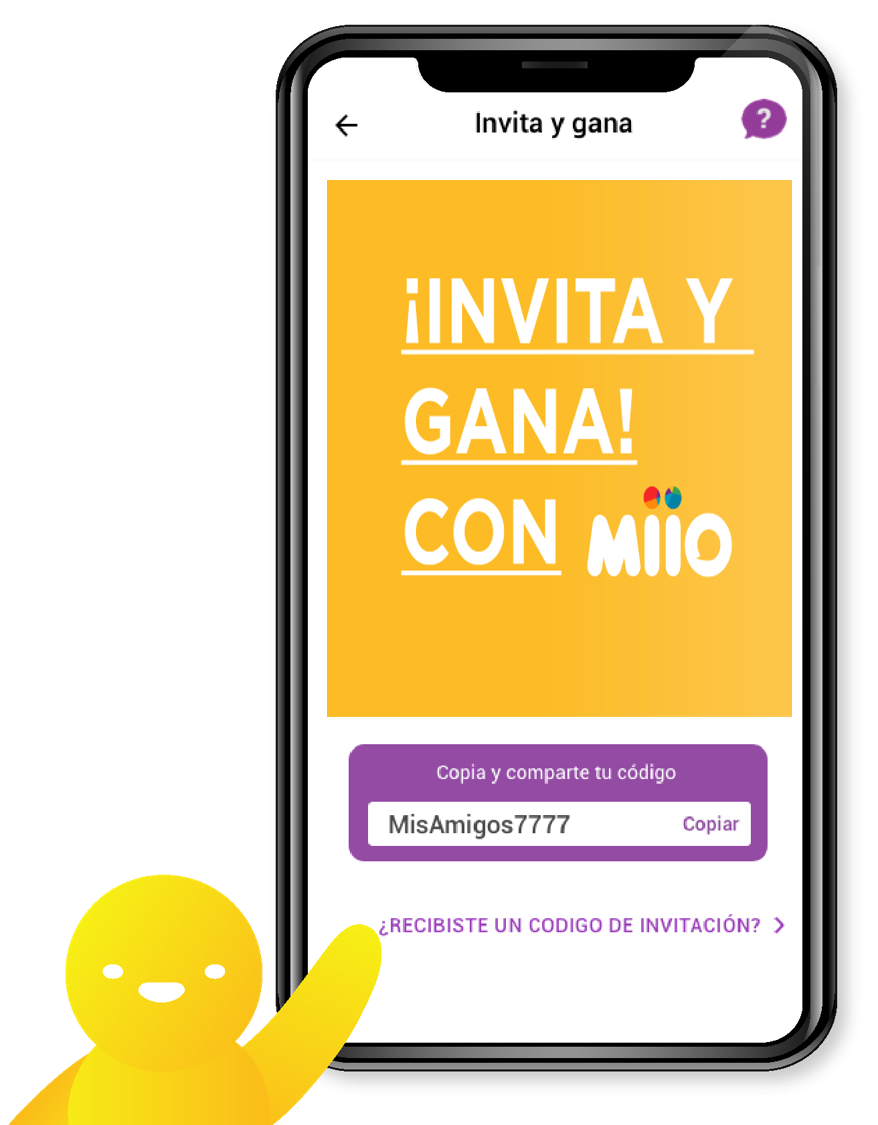 Invita y gana
?
¡INVITA Y
GANA!
CON MIIO
Copia y comparte tu código
MisAmigos7777 Copiar
¿RECIBISTE UN CODIGO DE INVITACIÓN? >